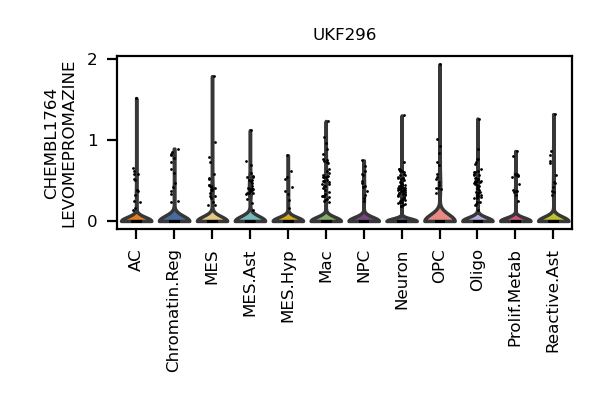 UKF296
CHEMBL1764
LEVOMEPROMAZINE
2
1
0
AC
Chromatin.Reg
MES
MES.Ast
MES.Hyp
Mac
NPC
Neuron
OPC
Oligo
Prolif.Metab
Reactive.Ast